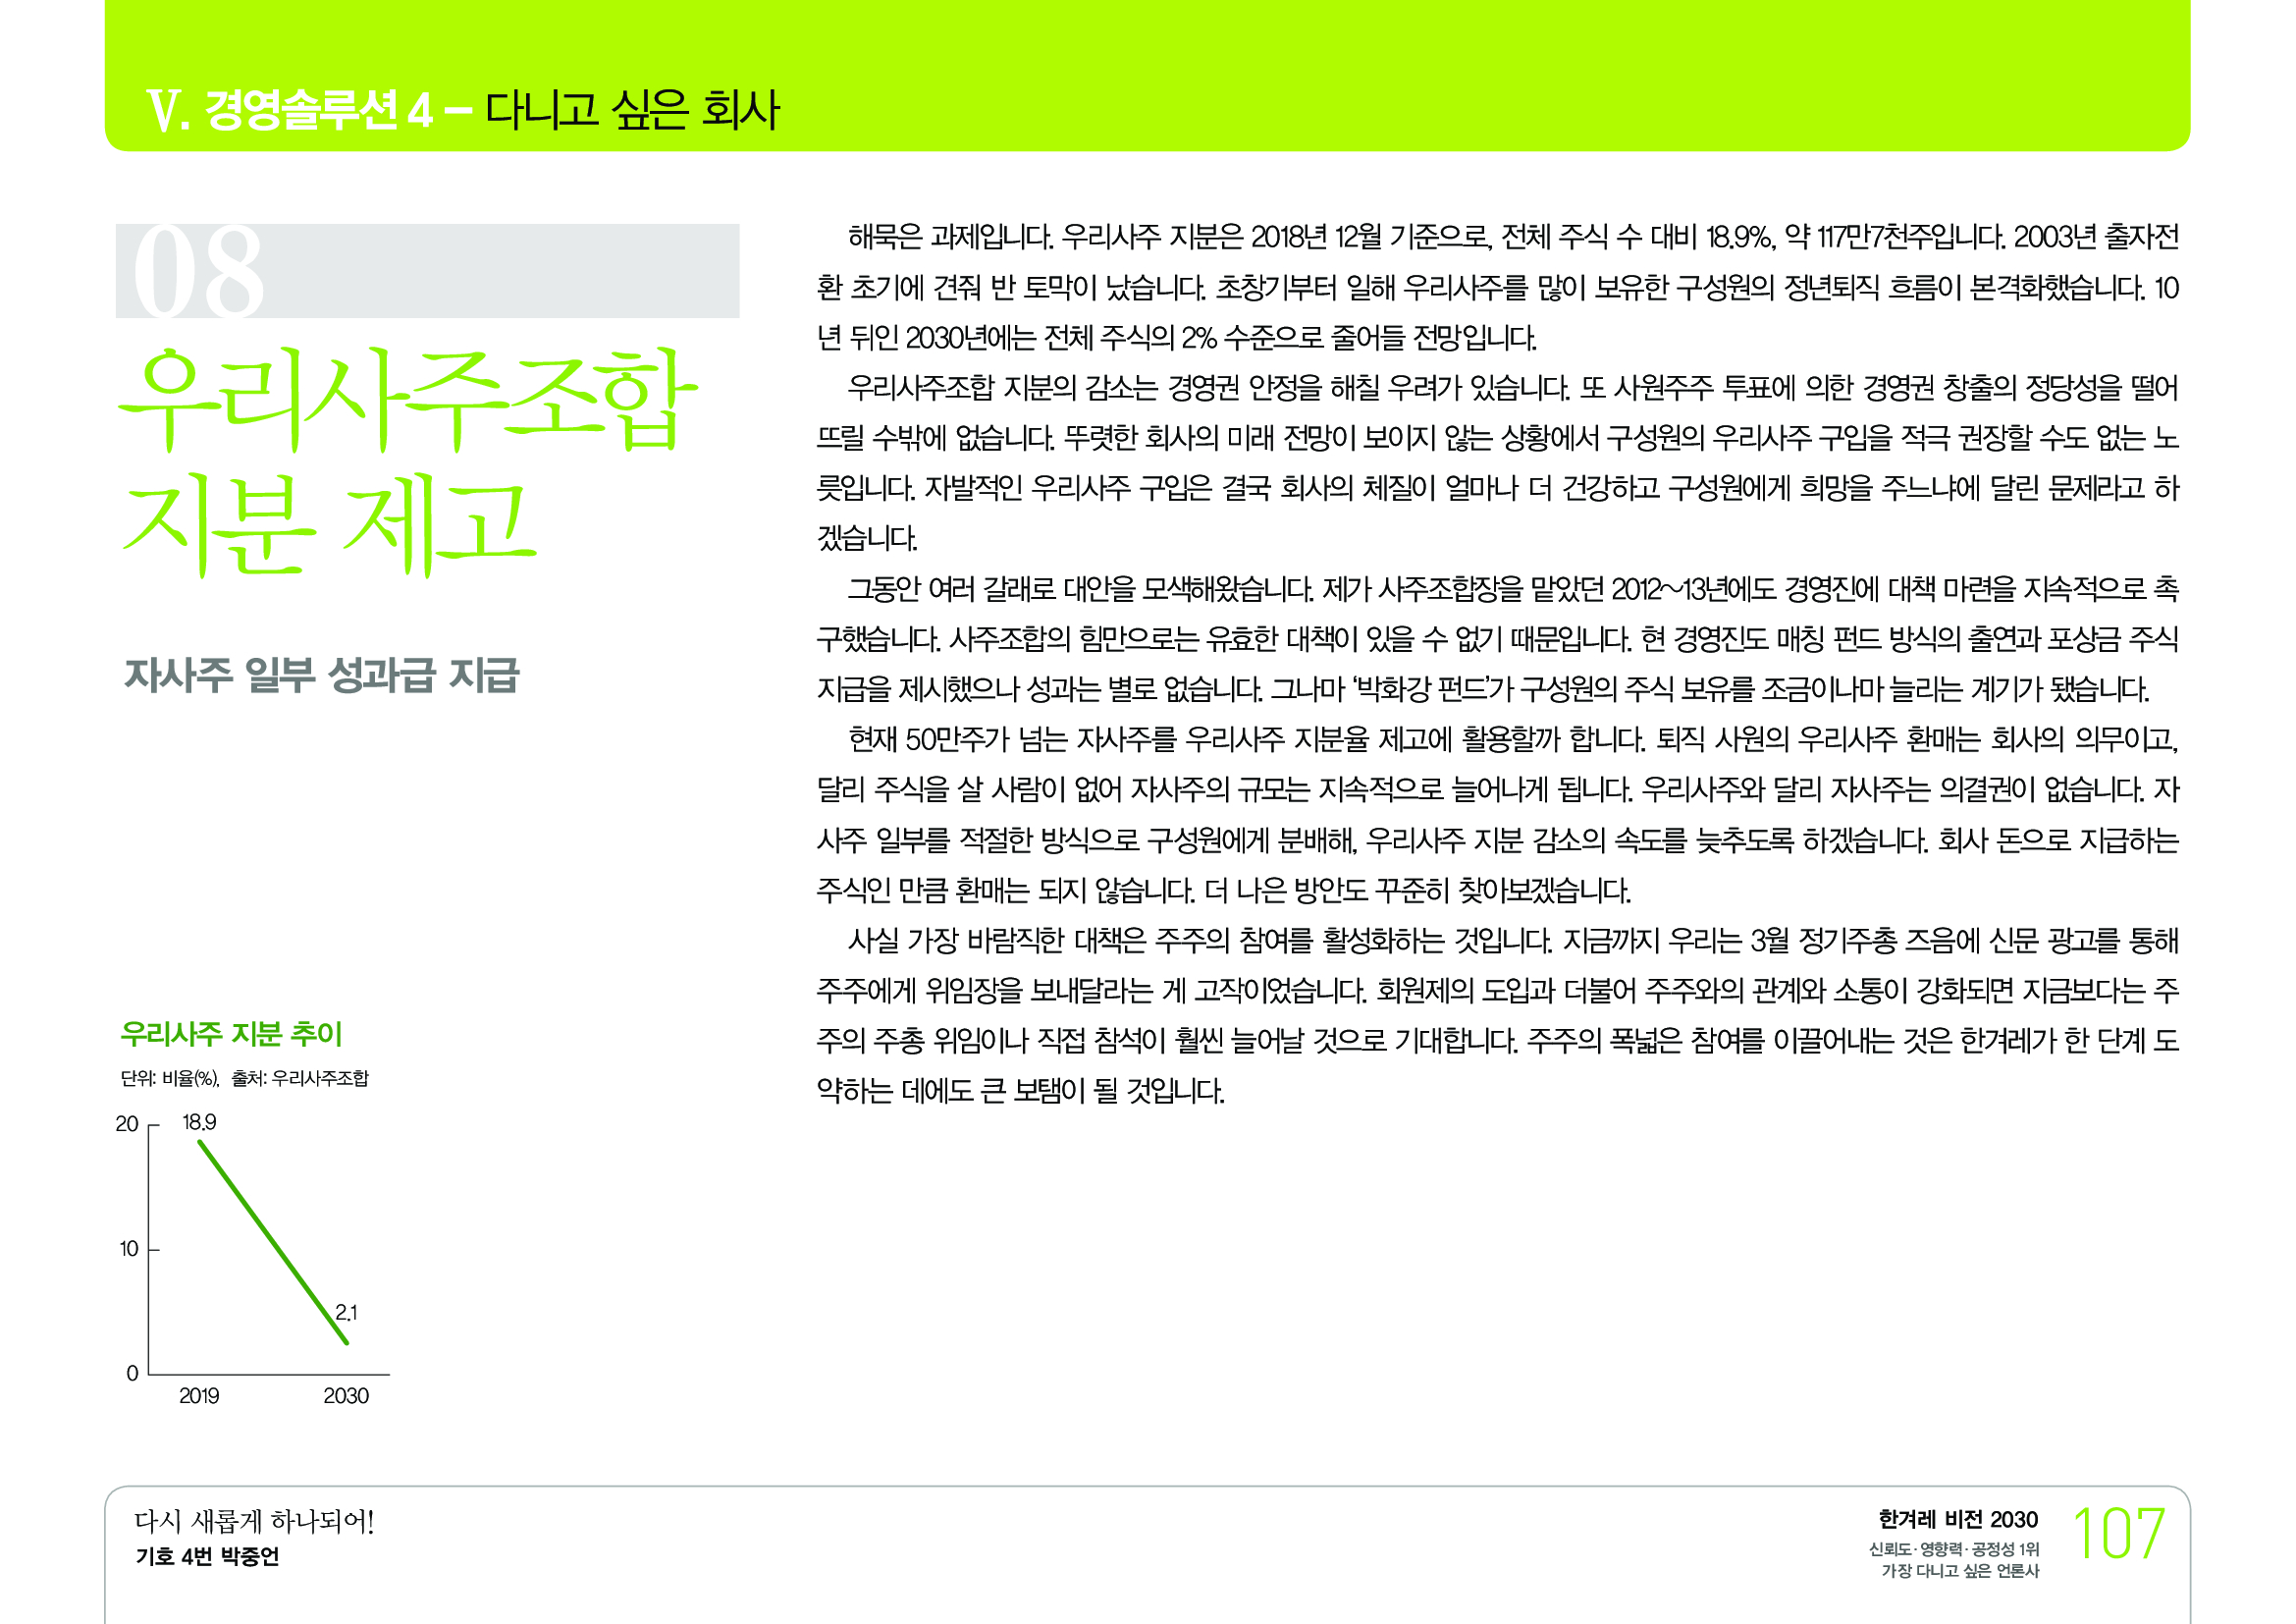 V. 경영솔루션 4 – 다니고 싶은 회사
08
우리사주조합
지분 제고
자사주 일부 성과급 지급
해묵은 과제입니다. 우리사주 지분은 2018년 12월 기준으로, 전체 주식 수 대비 18.9%, 약 117만7천주입니다. 2003년 출자전
환 초기에 견줘 반 토막이 났습니다. 초창기부터 일해 우리사주를 많이 보유한 구성원의 정년퇴직 흐름이 본격화했습니다. 10
년 뒤인 2030년에는 전체 주식의 2% 수준으로 줄어들 전망입니다.
우리사주조합 지분의 감소는 경영권 안정을 해칠 우려가 있습니다. 또 사원주주 투표에 의한 경영권 창출의 정당성을 떨어
뜨릴 수밖에 없습니다. 뚜렷한 회사의 미래 전망이 보이지 않는 상황에서 구성원의 우리사주 구입을 적극 권장할 수도 없는 노
릇입니다. 자발적인 우리사주 구입은 결국 회사의 체질이 얼마나 더 건강하고 구성원에게 희망을 주느냐에 달린 문제라고 하
겠습니다.
그동안 여러 갈래로 대안을 모색해왔습니다. 제가 사주조합장을 맡았던 2012~13년에도 경영진에 대책 마련을 지속적으로 촉
구했습니다. 사주조합의 힘만으로는 유효한 대책이 있을 수 없기 때문입니다. 현 경영진도 매칭 펀드 방식의 출연과 포상금 주식
지급을 제시했으나 성과는 별로 없습니다. 그나마 ‘박화강 펀드’가 구성원의 주식 보유를 조금이나마 늘리는 계기가 됐습니다.
현재 50만주가 넘는 자사주를 우리사주 지분율 제고에 활용할까 합니다. 퇴직 사원의 우리사주 환매는 회사의 의무이고,
달리 주식을 살 사람이 없어 자사주의 규모는 지속적으로 늘어나게 됩니다. 우리사주와 달리 자사주는 의결권이 없습니다. 자
사주 일부를 적절한 방식으로 구성원에게 분배해, 우리사주 지분 감소의 속도를 늦추도록 하겠습니다. 회사 돈으로 지급하는
주식인 만큼 환매는 되지 않습니다. 더 나은 방안도 꾸준히 찾아보겠습니다.
사실 가장 바람직한 대책은 주주의 참여를 활성화하는 것입니다. 지금까지 우리는 3월 정기주총 즈음에 신문 광고를 통해
주주에게 위임장을 보내달라는 게 고작이었습니다. 회원제의 도입과 더불어 주주와의 관계와 소통이 강화되면 지금보다는 주
주의 주총 위임이나 직접 참석이 훨씬 늘어날 것으로 기대합니다. 주주의 폭넓은 참여를 이끌어내는 것은 한겨레가 한 단계 도
약하는 데에도 큰 보탬이 될 것입니다.
우리사주 지분 추이
단위: 비율(%), 출처: 우리사주조합
20
18.9
10
2.1
0
2019
2030
다시 새롭게 하나되어!
기호 4번 박중언
한겨레 비전 2030
신뢰도·영향력·공정성 1위
가장 다니고 싶은 언론사
107